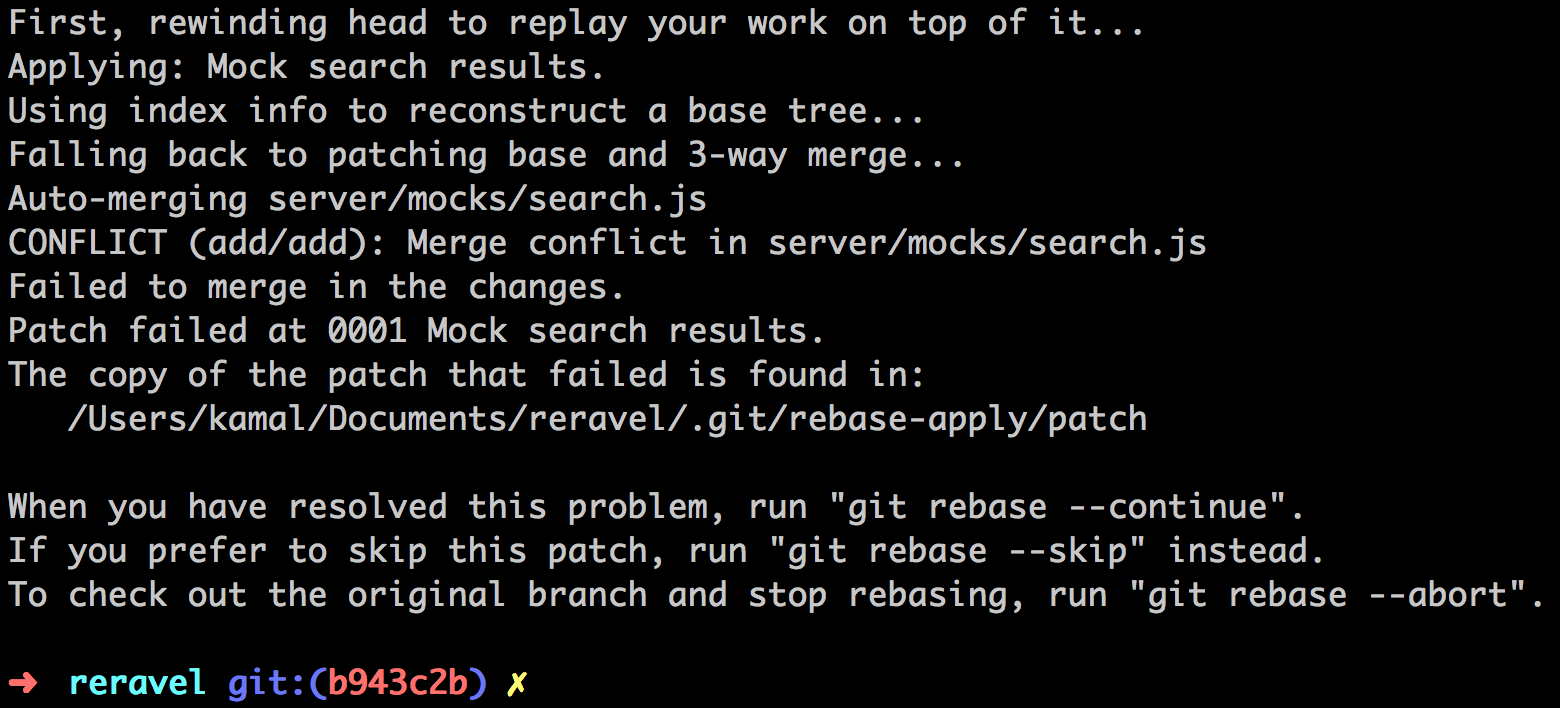 First, rewinding head to replay your work on top of it...
Applying: Mock search results.
Using index info to reconstruct a base tree...
Falling back to patching base and 3-way merge...
Auto-merging server/mocks/search.js
CONFLICT (add/add): Merge conflict in server/mocks/search.js
Failed to merge in the changes.
Patch failed at 0001 Mock search results.
The copy of the patch that failed is found in:
   /Users/kamal/Documents/reravel/.git/rebase-apply/patch

When you have resolved this problem, run "git rebase --continue".
If you prefer to skip this patch, run "git rebase --skip" instead.
To check out the original branch and stop rebasing, run "git rebase --abort".

➜  reravel git:(b943c2b) ✗